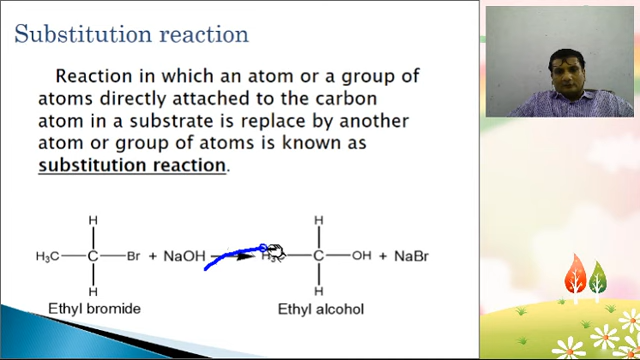 Substitution reaction
Reaction in which an atom or a group of
atoms directly attached to the carbon
atom in a substrate is replace by another
atom or group of atoms is known as
substitution reaction.
H H
H₃C C Br + NaOH H₃C C OH + NaBr
H H
Ethyl bromide Ethyl alcohol